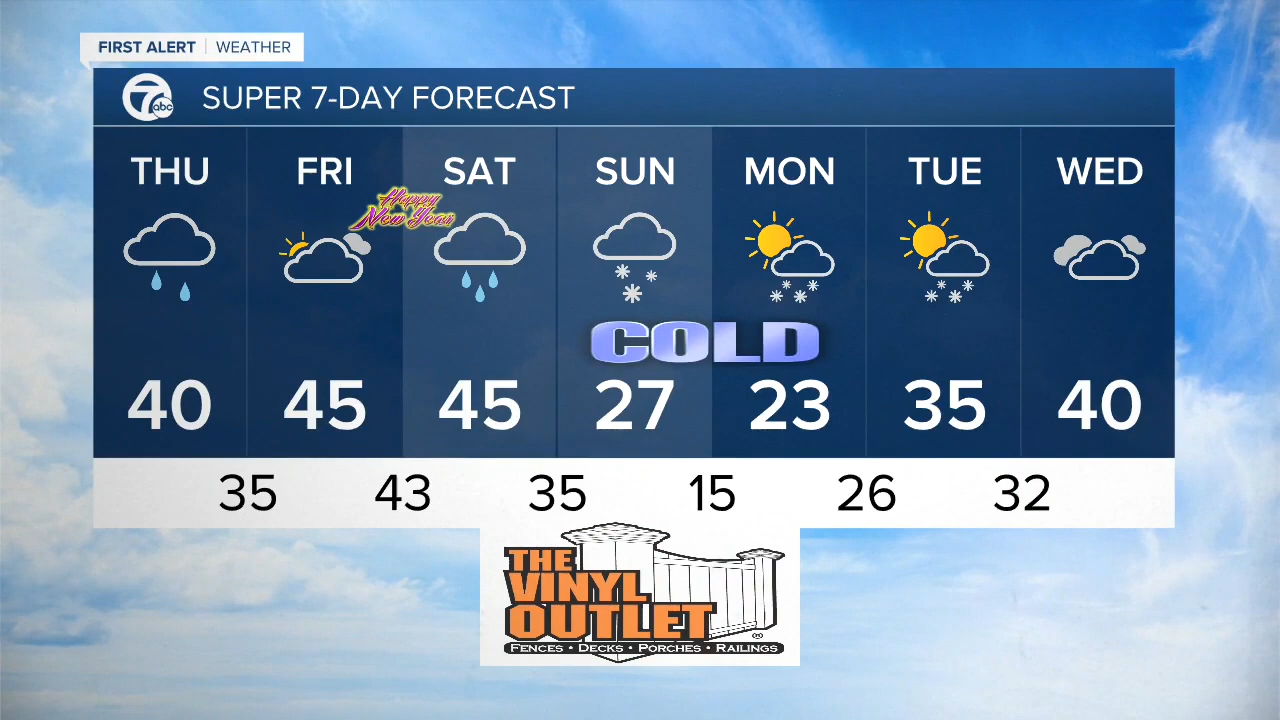 FIRST ALERT | WEATHER
7 abc SUPER 7-DAY FORECAST
THU FRI SAT SUN MON TUE WED
Happy
New Year
COLD
40 45 45 27 23 35 40
35 43 35 15 26 32
THE
VINYL
OUTLET
®
FENCES • DECKS • PORCHES • RAILINGS